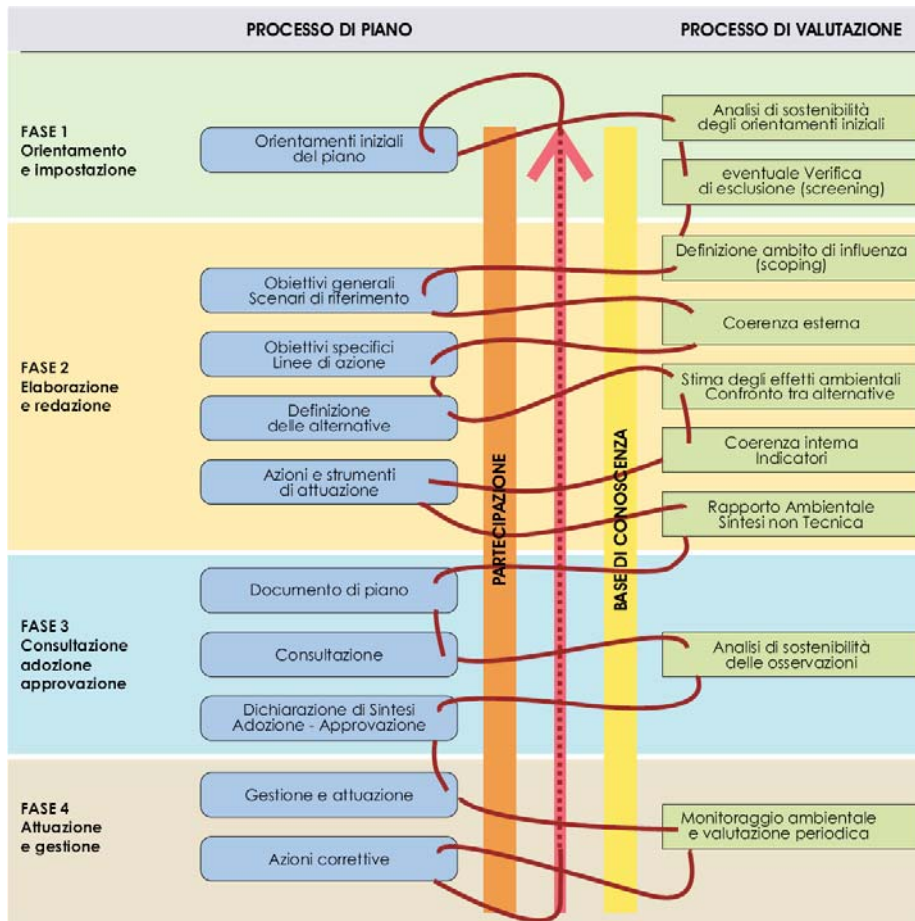 PROCESSO DI PIANO
PROCESSO DI VALUTAZIONE
FASE 1
Orientamento
e impostazione
Orientamenti iniziali
del piano
Analisi di sostenibilità
degli orientamenti iniziali
eventuale Verifica
di esclusione (screening)
FASE 2
Elaborazione
e redazione
Obiettivi generali
Scenari di riferimento
Obiettivi specifici
Linee di azione
Definizione
delle alternative
Azioni e strumenti
di attuazione
Definizione ambito di influenza
(scoping)
Coerenza esterna
Stima degli effetti ambientali
Confronto tra alternative
Coerenza interna
Indicatori
Rapporto Ambientale
Sintesi non Tecnica
PARTECIPAZIONE
BASE DI CONOSCENZA
FASE 3
Consultazione
adozione
approvazione
Documento di piano
Consultazione
Dichiarazione di Sintesi
Adozione - Approvazione
Analisi di sostenibilità
delle osservazioni
FASE 4
Attuazione
e gestione
Gestione e attuazione
Azioni correttive
Monitoraggio ambientale
e valutazione periodica